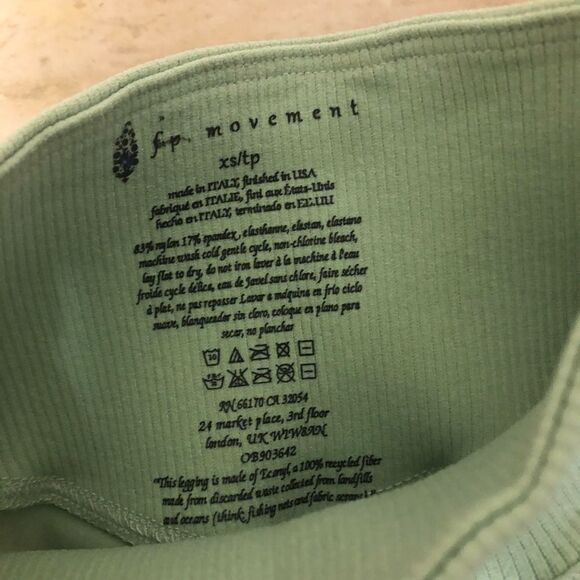 f.p. movement
xs/tp
made in ITALY, finished in USA
fabriqué en ITALIE, fini aux États-Unis
hecho en ITALY, terminado en EE.UU
83% nylon 17% spandex, elasthanne, elastan, elastano
machine wash cold gentle cycle, non-chlorine bleach,
lay flat to dry, do not iron laver à la machine à l'eau
froide cycle délica, eau de Javel sans chlore, faire sécher
à plat, ne pas repasser Lavar a máquina en frío ciclo
suave, blanqueador sin cloro, coloque en plano para
secar, no planchar
30
RN 66170 CA 32054
24 market place, 3rd floor
london, UK W1W8AN
OB903642
"This legging is made of Econyl, a 100% recycled fiber
made from discarded waste collected from landfills
and oceans (think, fishing nets and fabric scraps)."